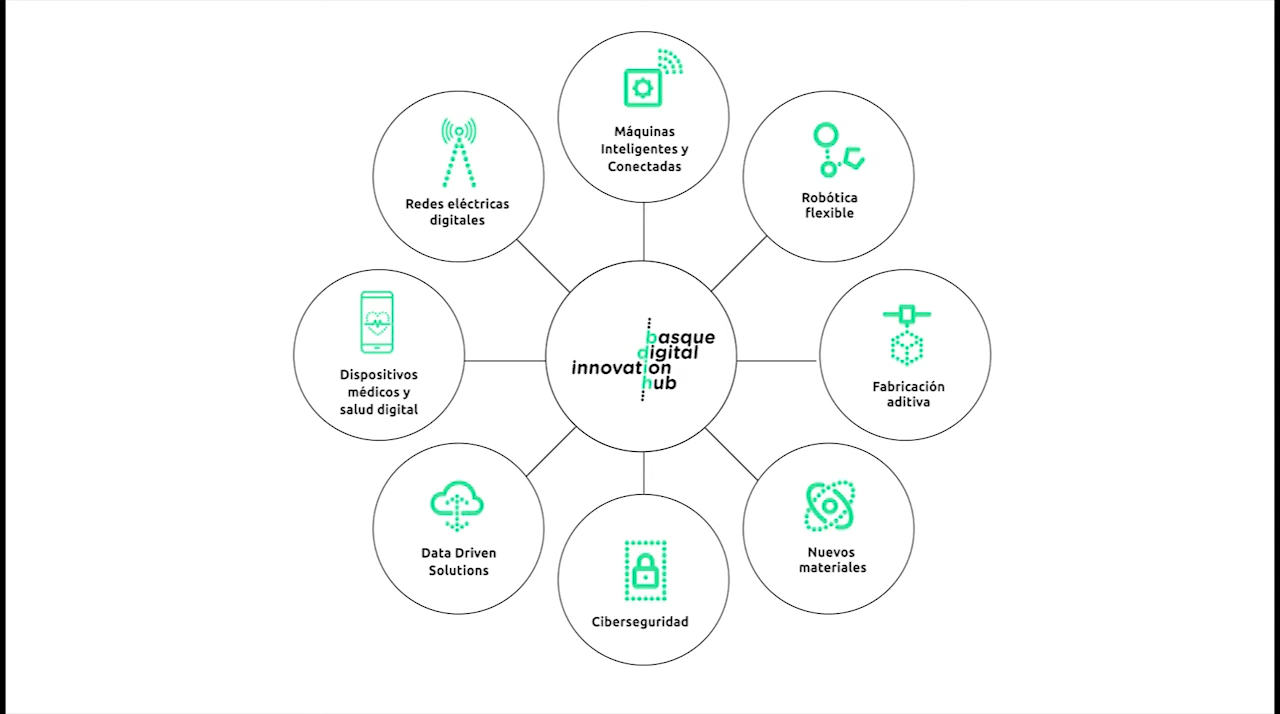 Máquinas
Inteligentes y
Conectadas
Redes eléctricas
digitales
Robótica
flexible
Dispositivos
médicos y
salud digital
basque
digital
innovation
hub
Fabricación
aditiva
Data Driven
Solutions
Ciberseguridad
Nuevos
materiales